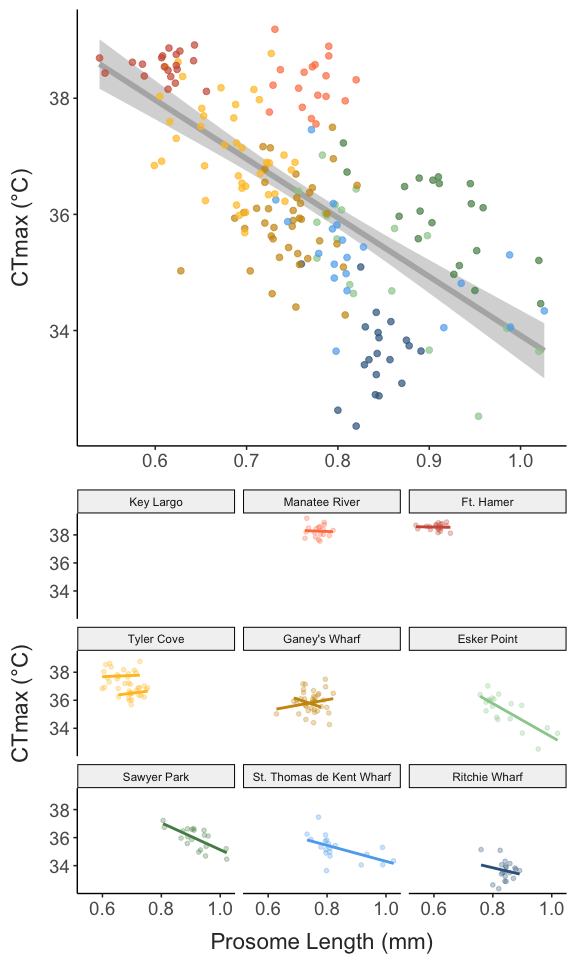 CTmax (°C)
38
36
34
0.6 0.7 0.8 0.9 1.0
Key Largo Manatee River Ft. Hamer
38
36
34
Tyler Cove Ganey's Wharf Esker Point
CTmax (°C)
38
36
34
Sawyer Park St. Thomas de Kent Wharf Ritchie Wharf
38
36
34
0.6 0.8 1.0 0.6 0.8 1.0 0.6 0.8 1.0
Prosome Length (mm)